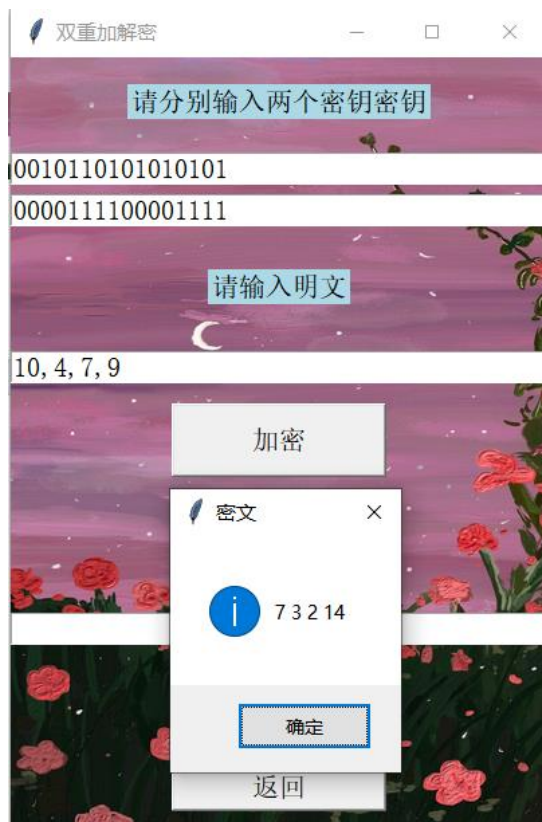 双重加解密
请分别输入两个密钥密钥
0010110101010101
0000111100001111
请输入明文
10,4,7,9
加密
密文
7 3 2 14
确定
返回